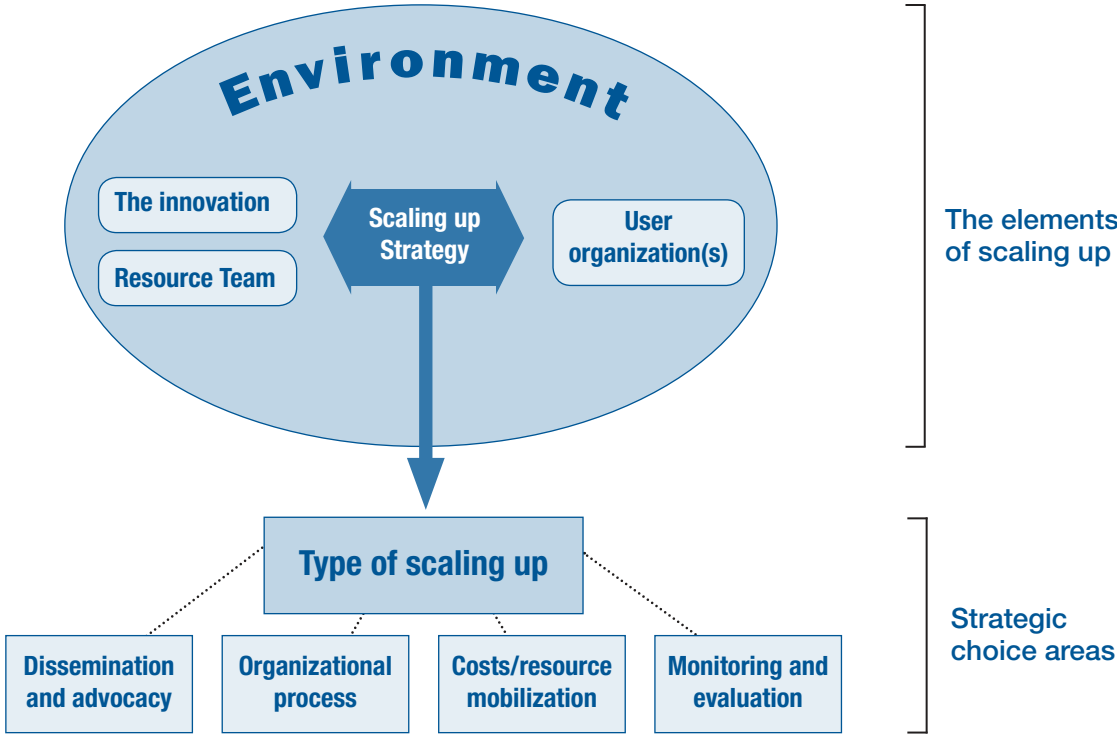 Environment
The innovation
Resource Team
Scaling up
Strategy
User
organization(s)
The elements
of scaling up
Type of scaling up
Dissemination
and advocacy
Organizational
process
Costs/resource
mobilization
Monitoring and
evaluation
Strategic
choice areas